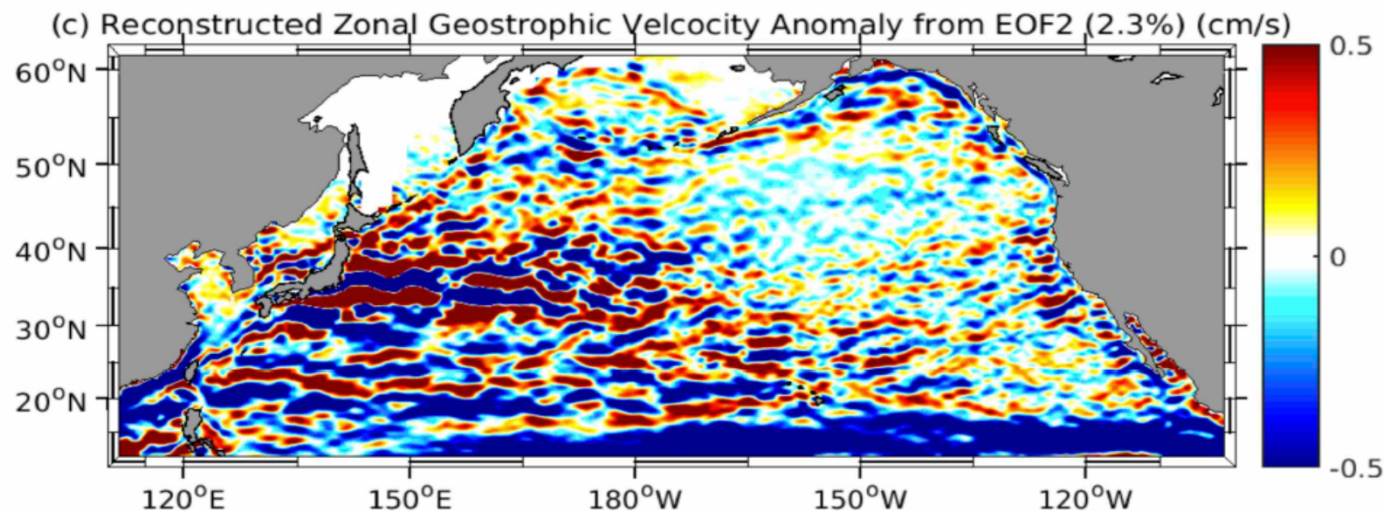 (c) Reconstructed Zonal Geostrophic Velcocity Anomaly from EOF2 (2.3%) (cm/s)
0.5
60°N
50°N
40°N
0
30°N
20°N
-0.5
120°E 150°E 180°W 150°W 120°W